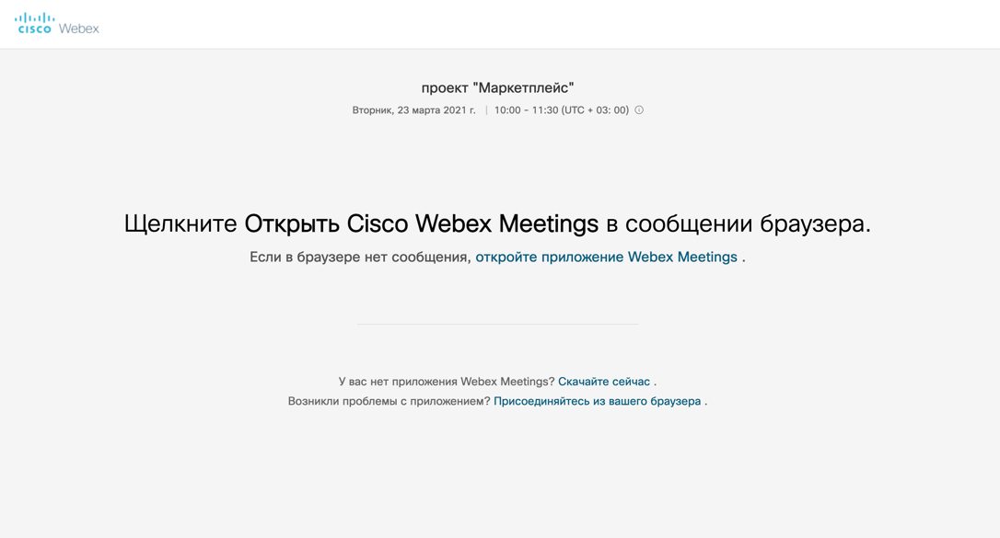 cisco Webex
проект "Маркетплейс"
Вторник, 23 марта 2021 г. | 10:00 - 11:30 (UTC + 03: 00)
Щелкните Открыть Cisco Webex Meetings в сообщении браузера.
Если в браузере нет сообщения, откройте приложение Webex Meetings .
У вас нет приложения Webex Meetings? Скачайте сейчас .
Возникли проблемы с приложением? Присоединяйтесь из вашего браузера .